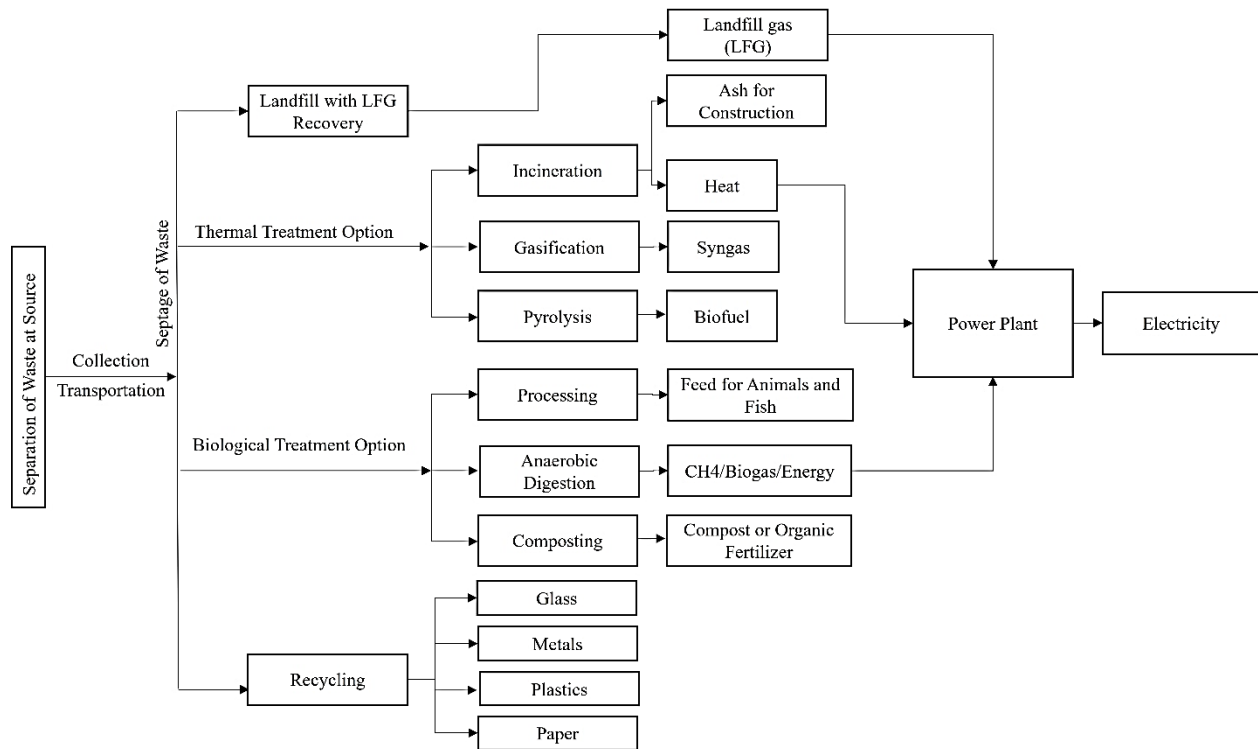 Landfill gas
(LFG)
Landfill with LFG
Recovery
Ash for
Construction
Incineration
Heat
Thermal Treatment Option
Gasification
Syngas
Pyrolysis
Biofuel
Power Plant
Electricity
Separation of Waste at Source
Collection
Transportation
Septage of Waste
Processing
Feed for Animals and
Fish
Biological Treatment Option
Anaerobic
Digestion
CH4/Biogas/Energy
Composting
Compost or Organic
Fertilizer
Glass
Metals
Recycling
Plastics
Paper